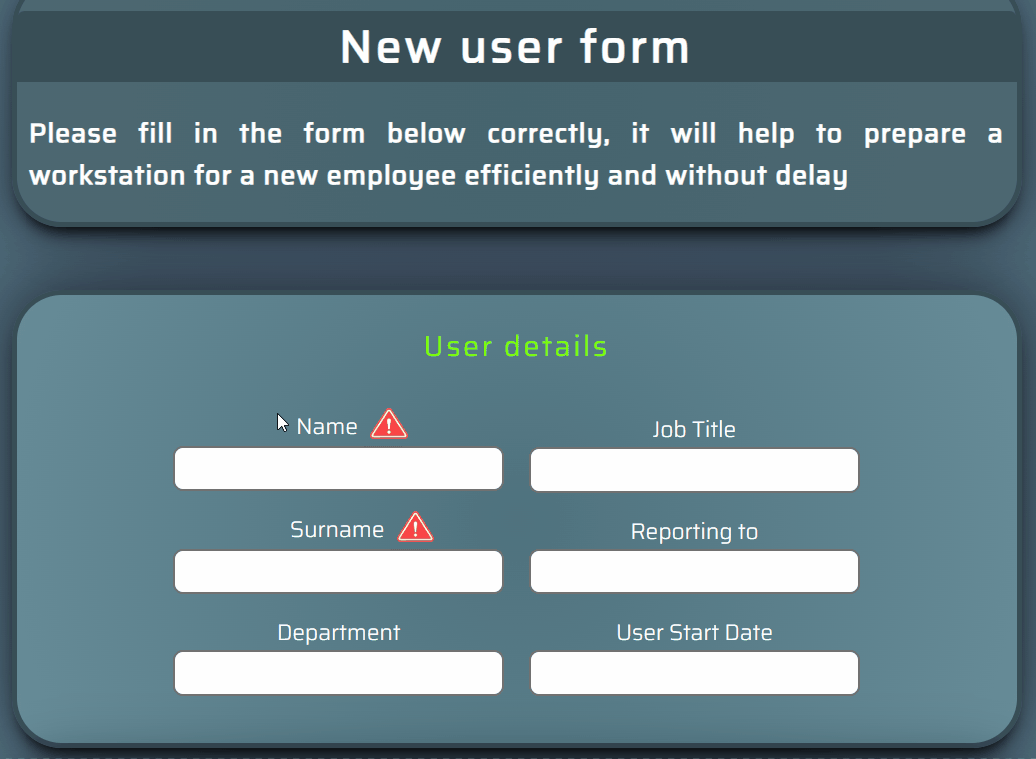 New user form
Please fill in the form below correctly, it will help to prepare a
workstation for a new employee efficiently and without delay
User details
Name
Job Title
Surname
Reporting to
Department
User Start Date